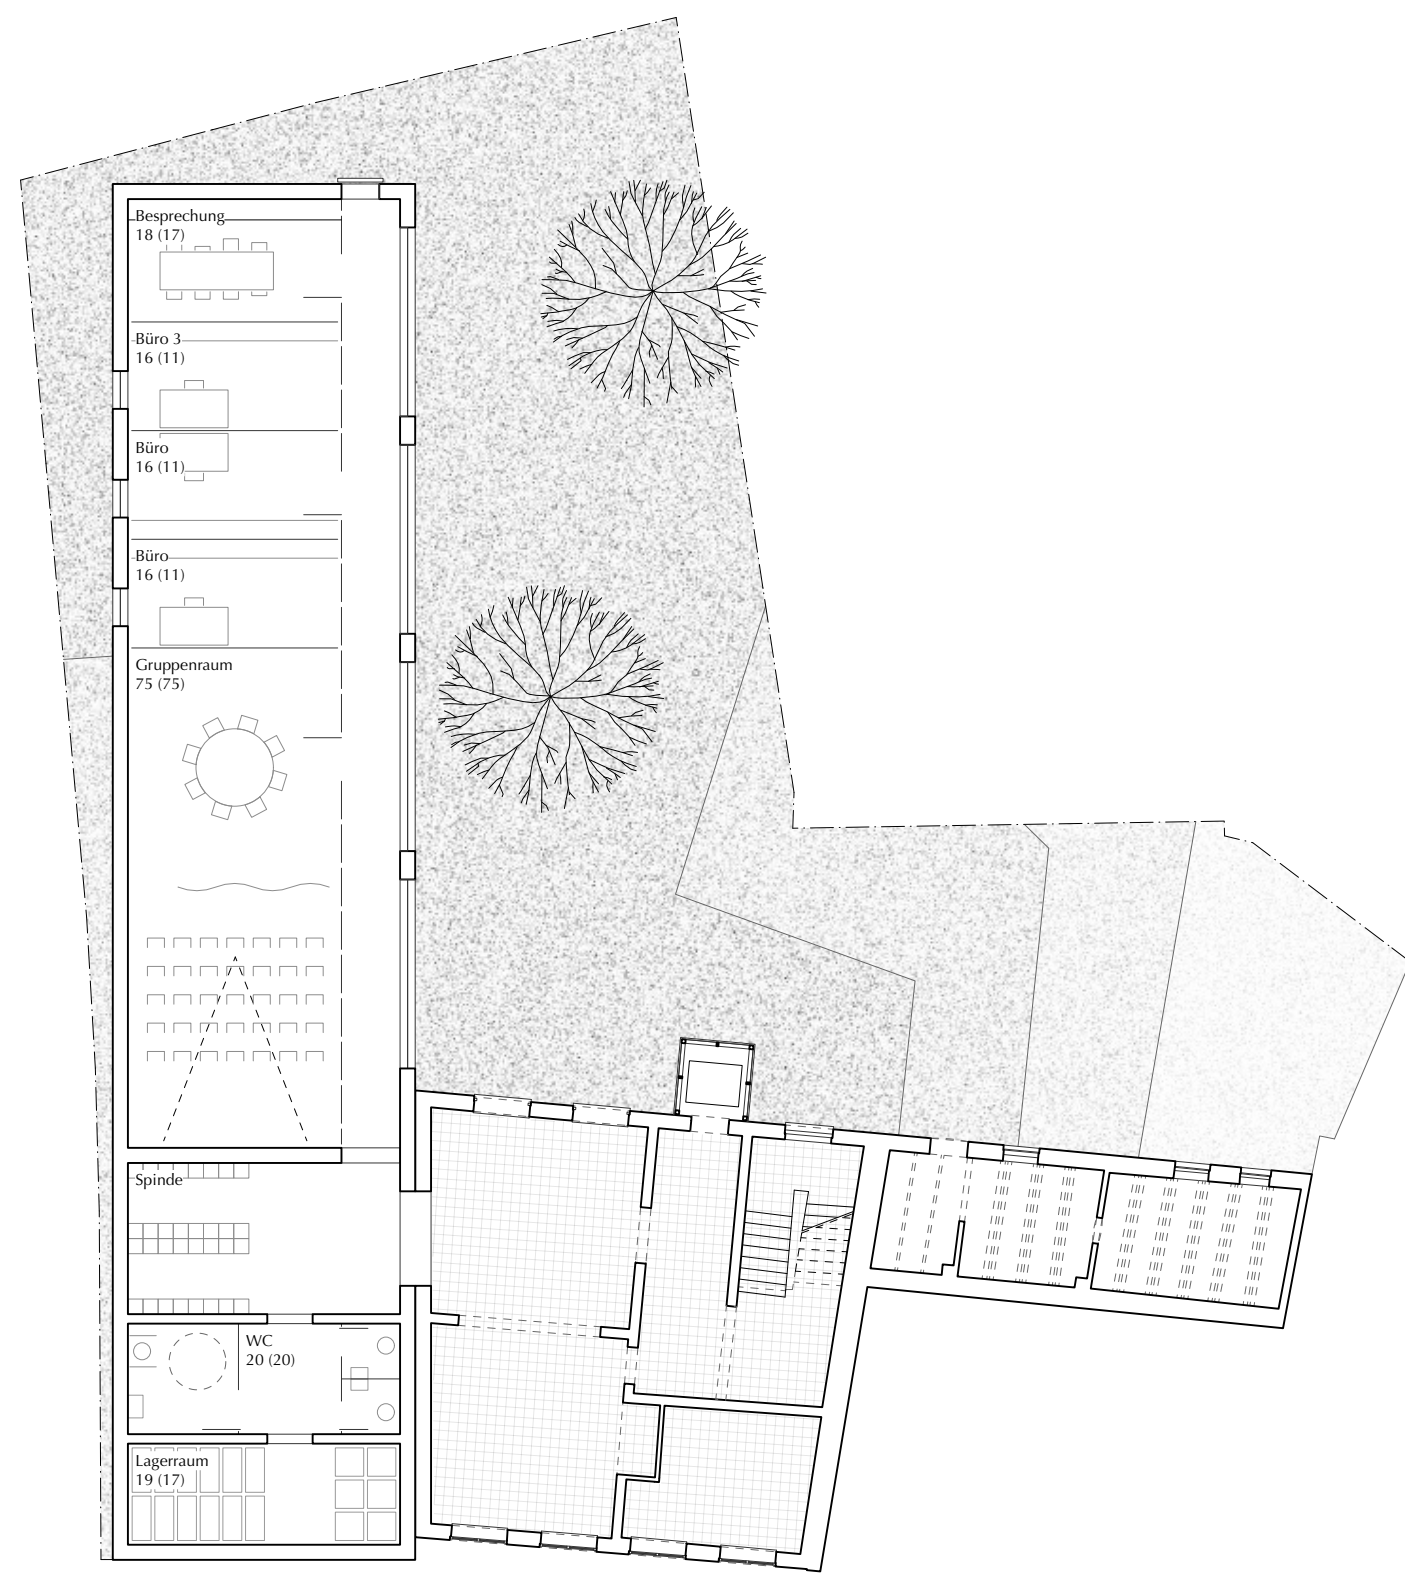 Besprechung
18 (17)
Büro 3
16 (11)
Büro
16 (11)
Büro
16 (11)
Gruppenraum
75 (75)
Spinde
WC
20 (20)
Lagerraum
19 (17)